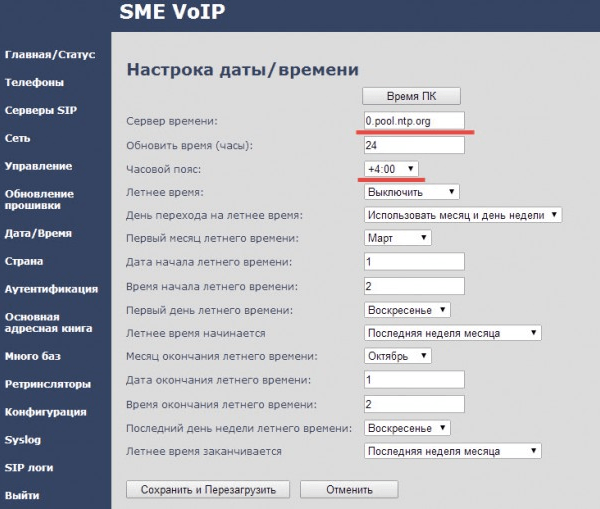 SME VoIP
Главная/Статус
Телефоны
Серверы SIP
Сеть
Управление
Обновление
прошивки
Дата/Время
Страна
Аутентификация
Основная
адресная книга
Много баз
Ретринсляторы
Конфигурация
Syslog
SIP логи
Выйти
Настрока даты/времени
Время ПК
Сервер времени: 0.pool.ntp.org
Обновить время (часы): 24
Часовой пояс: +4:00
Летнее время: Выключить
День перехода на летнее время: Использовать месяц и день недели
Первый месяц летнего времени: Март
Дата начала летнего времени: 1
Время начала летнего времени: 2
Первый день летнего времени: Воскресенье
Летнее время начинается Последняя неделя месяца
Месяц окончания летнего времени: Октябрь
Дата окончания летнего времени: 1
Время окончания летнего времени: 2
Последний день недели летнего времени: Воскресенье
Летнее время заканчивается Последняя неделя месяца
Сохранить и Перезагрузить Отменить